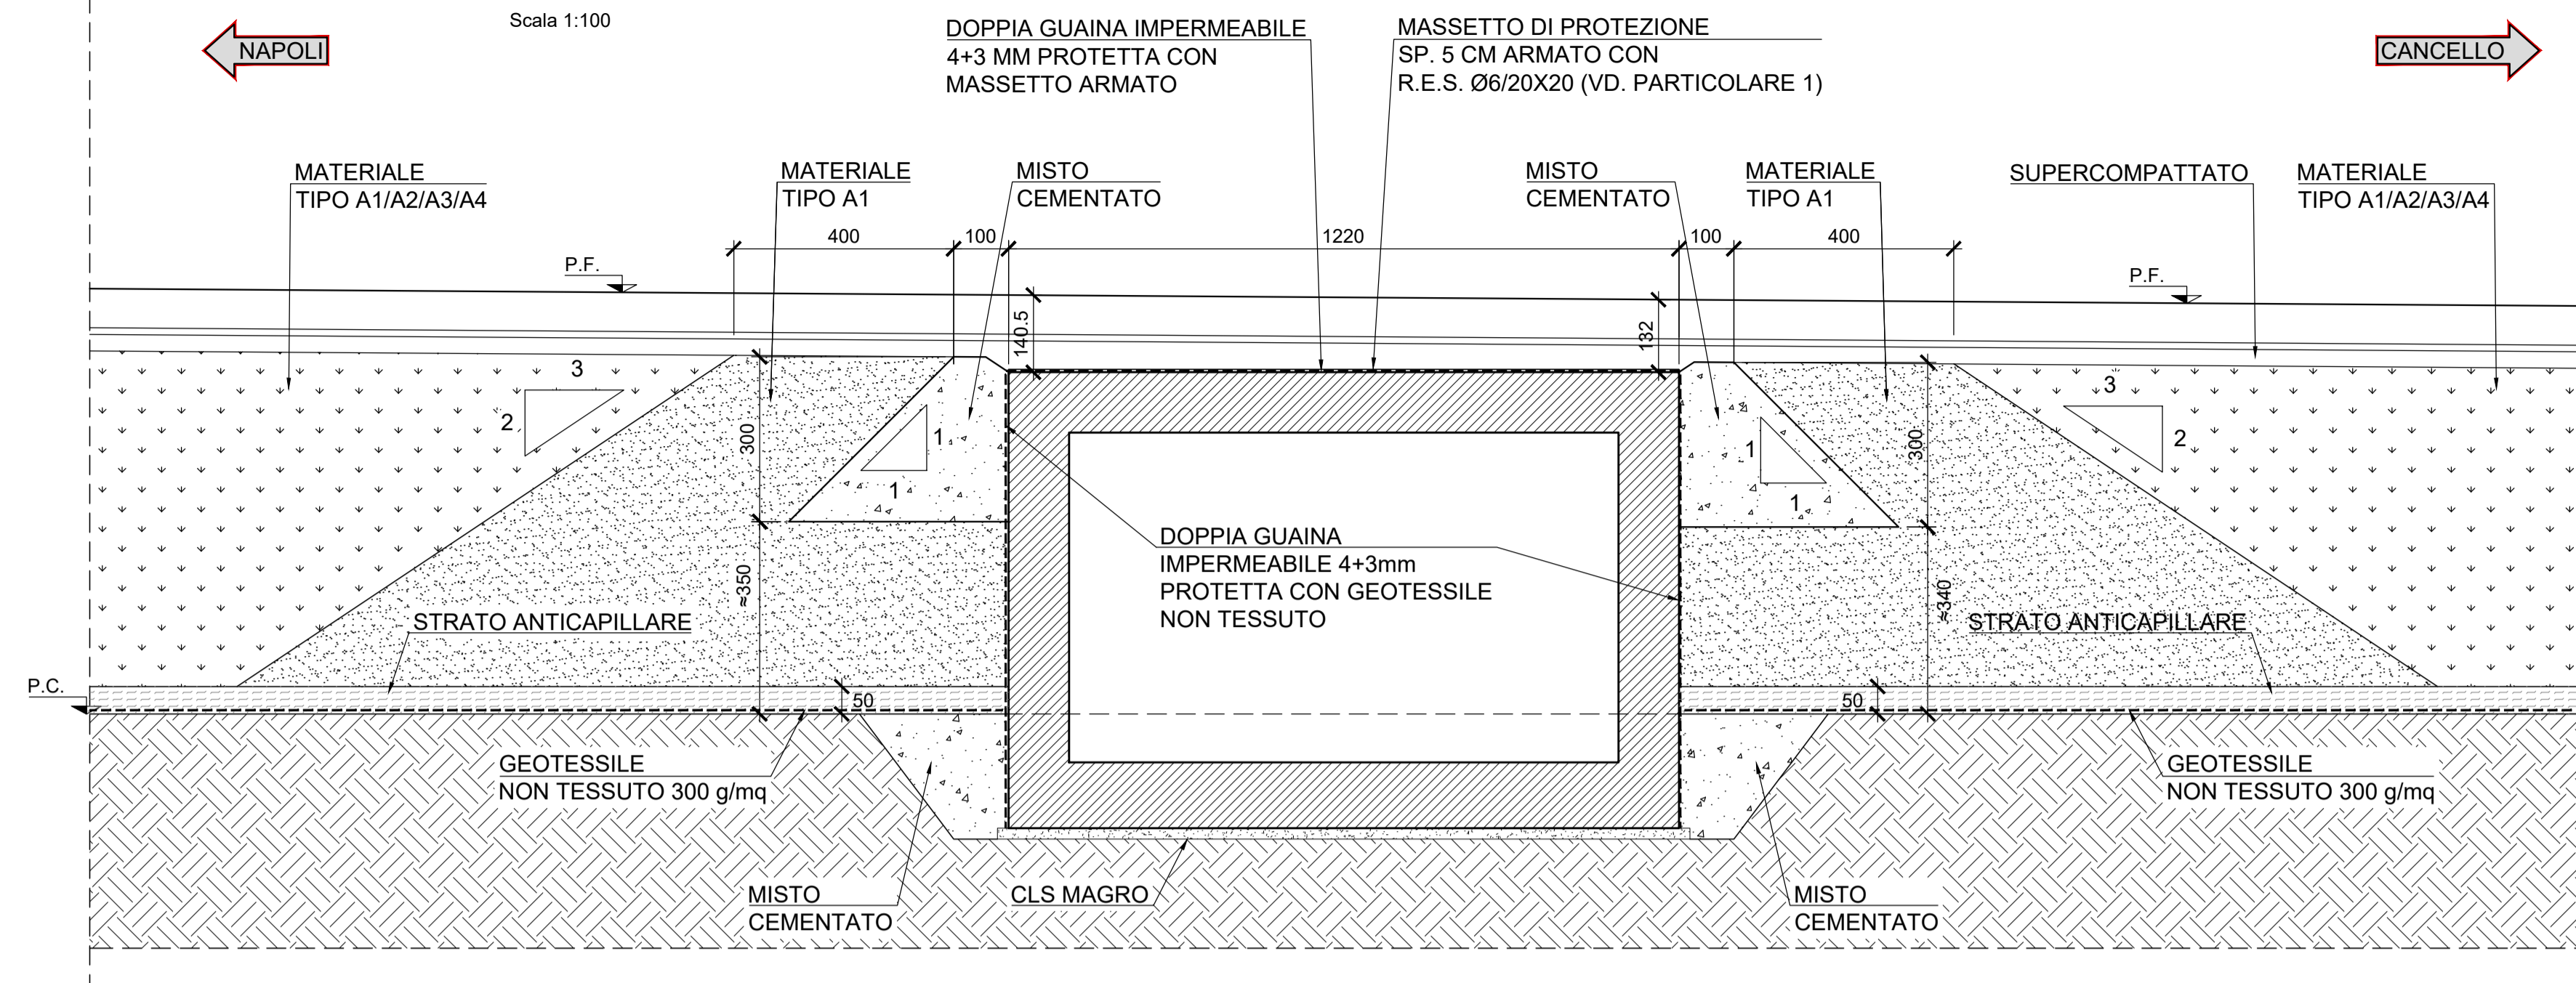 Scala 1:100
NAPOLI
CANCELLO
DOPPIA GUAINA IMPERMEABILE
4+3 MM PROTETTA CON
MASSETTO ARMATO
MASSETTO DI PROTEZIONE
SP. 5 CM ARMATO CON
R.E.S. Ø6/20X20 (VD. PARTICOLARE 1)
MATERIALE
TIPO A1/A2/A3/A4
MATERIALE
TIPO A1
MISTO
CEMENTATO
MISTO
CEMENTATO
MATERIALE
TIPO A1
SUPERCOMPATTATO
MATERIALE
TIPO A1/A2/A3/A4
400
100
1220
100
400
P.F.
P.F.
140.5
132
3
2
300
1
1
1
1
300
3
2
DOPPIA GUAINA
IMPERMEABILE 4+3mm
PROTETTA CON GEOTESSILE
NON TESSUTO
≈350
≈340
STRATO ANTICAPILLARE
STRATO ANTICAPILLARE
P.C.
50
50
GEOTESSILE
NON TESSUTO 300 g/mq
GEOTESSILE
NON TESSUTO 300 g/mq
MISTO
CEMENTATO
CLS MAGRO
MISTO
CEMENTATO